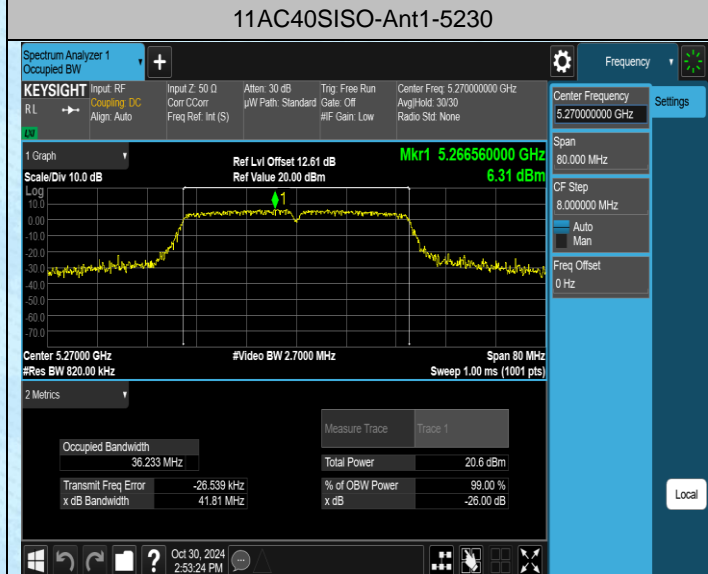 11AC40SISO-Ant1-5230
Spectrum Analyzer 1
Occupied BW
Frequency
KEYSIGHT
RL
Input: RF
Coupling: DC
Align: Auto
Input Z: 50 Ω
Corr CCorr
Freq Ref: Int (S)
Atten: 30 dB
µW Path: Standard
Trig: Free Run
Gate: Off
#IF Gain: Low
Center Freq: 5.270000000 GHz
Avg|Hold: 30/30
Radio Std: None
Center Frequency
5.270000000 GHz
Settings
Span
80.000 MHz
CF Step
8.000000 MHz
Auto
Man
Freq Offset
0 Hz
Local
1 Graph
Scale/Div 10.0 dB
Ref Lvl Offset 12.61 dB
Ref Value 20.00 dBm
Mkr1 5.266560000 GHz
6.31 dBm
Log
10.0
0.00
-10.0
-20.0
-30.0
-40.0
-50.0
-60.0
-70.0
1
Center 5.27000 GHz
#Video BW 2.7000 MHz
Span 80 MHz
#Res BW 820.00 kHz
Sweep 1.00 ms (1001 pts)
2 Metrics
Measure Trace
Trace 1
Occupied Bandwidth
36.233 MHz
Total Power
20.6 dBm
Transmit Freq Error
-26.539 kHz
% of OBW Power
99.00 %
x dB Bandwidth
41.81 MHz
x dB
-26.00 dB
?
Oct 30, 2024
2:53:24 PM